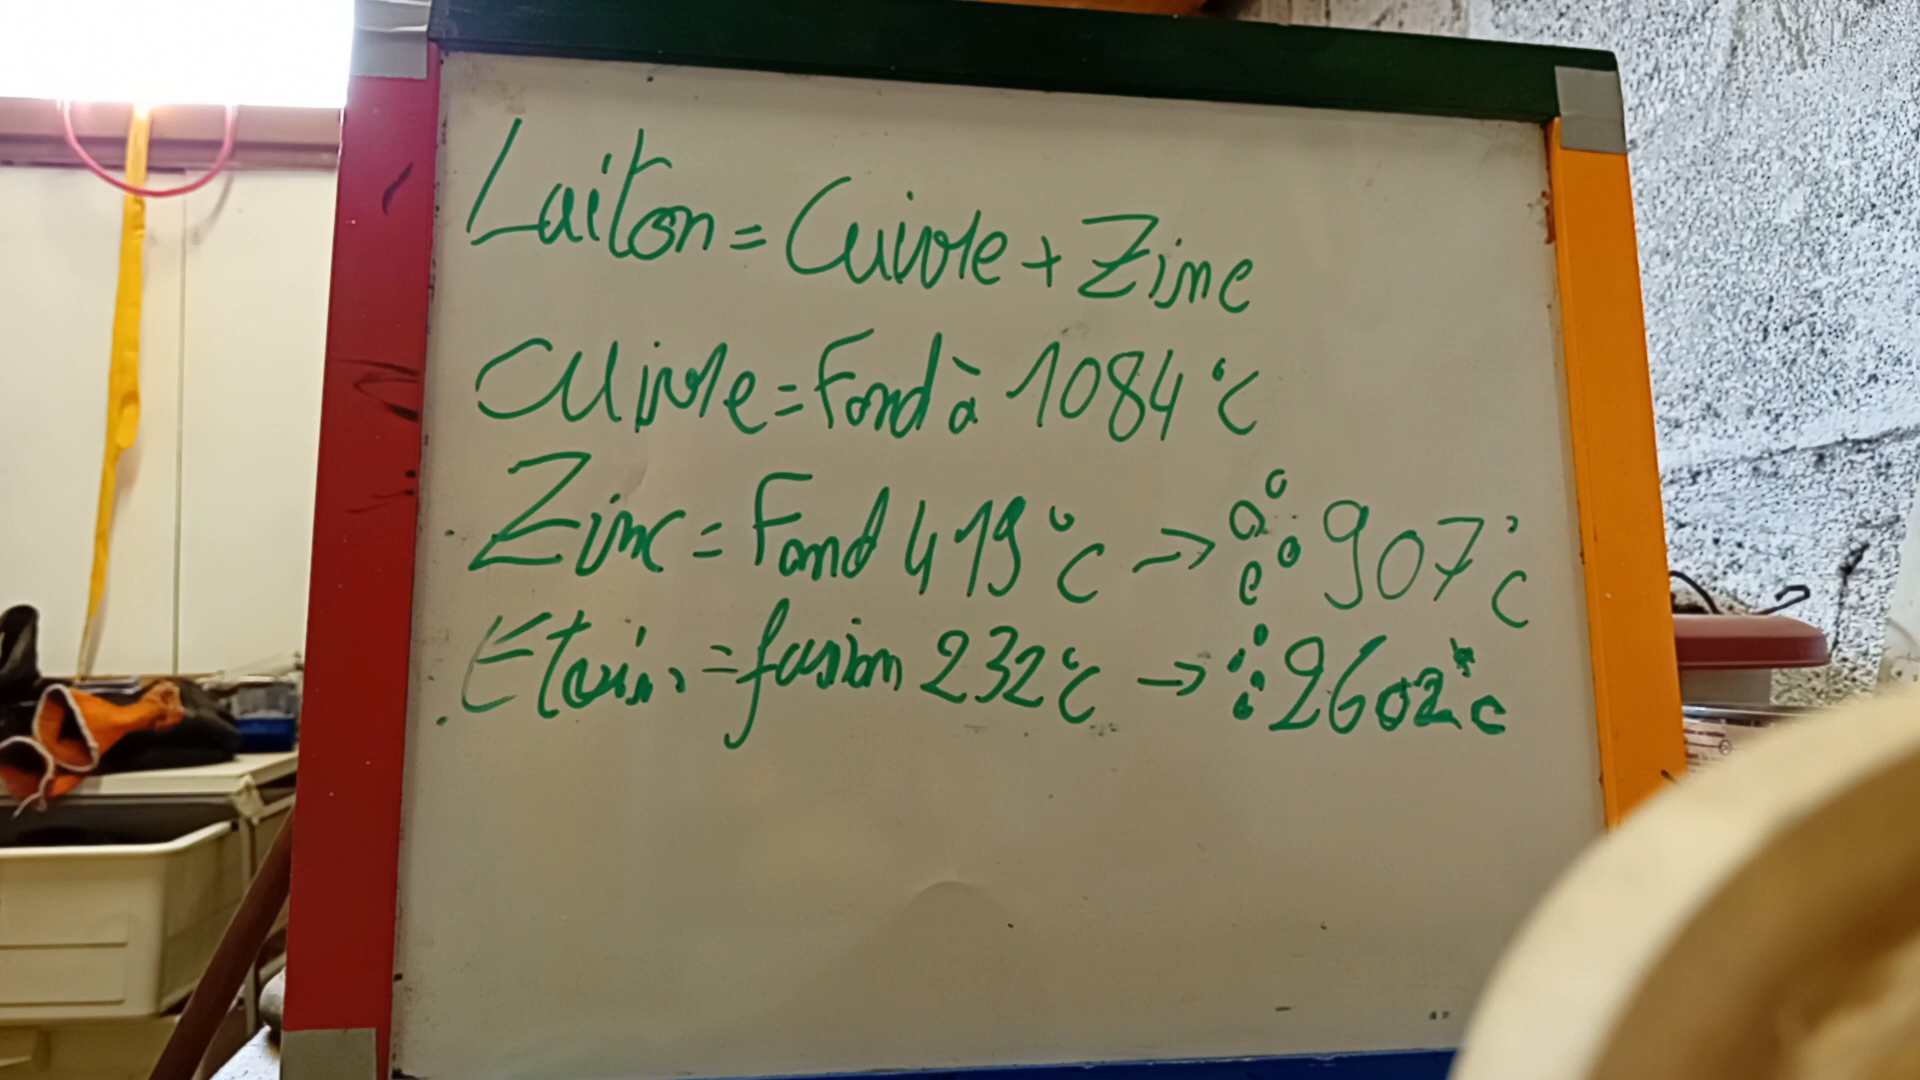 Laiton = Cuivre + Zinc
Cuivre = Fond à 1084°C
Zinc = Fond 419°C → 907°C
Etain = fusion 232°C → 2602°C